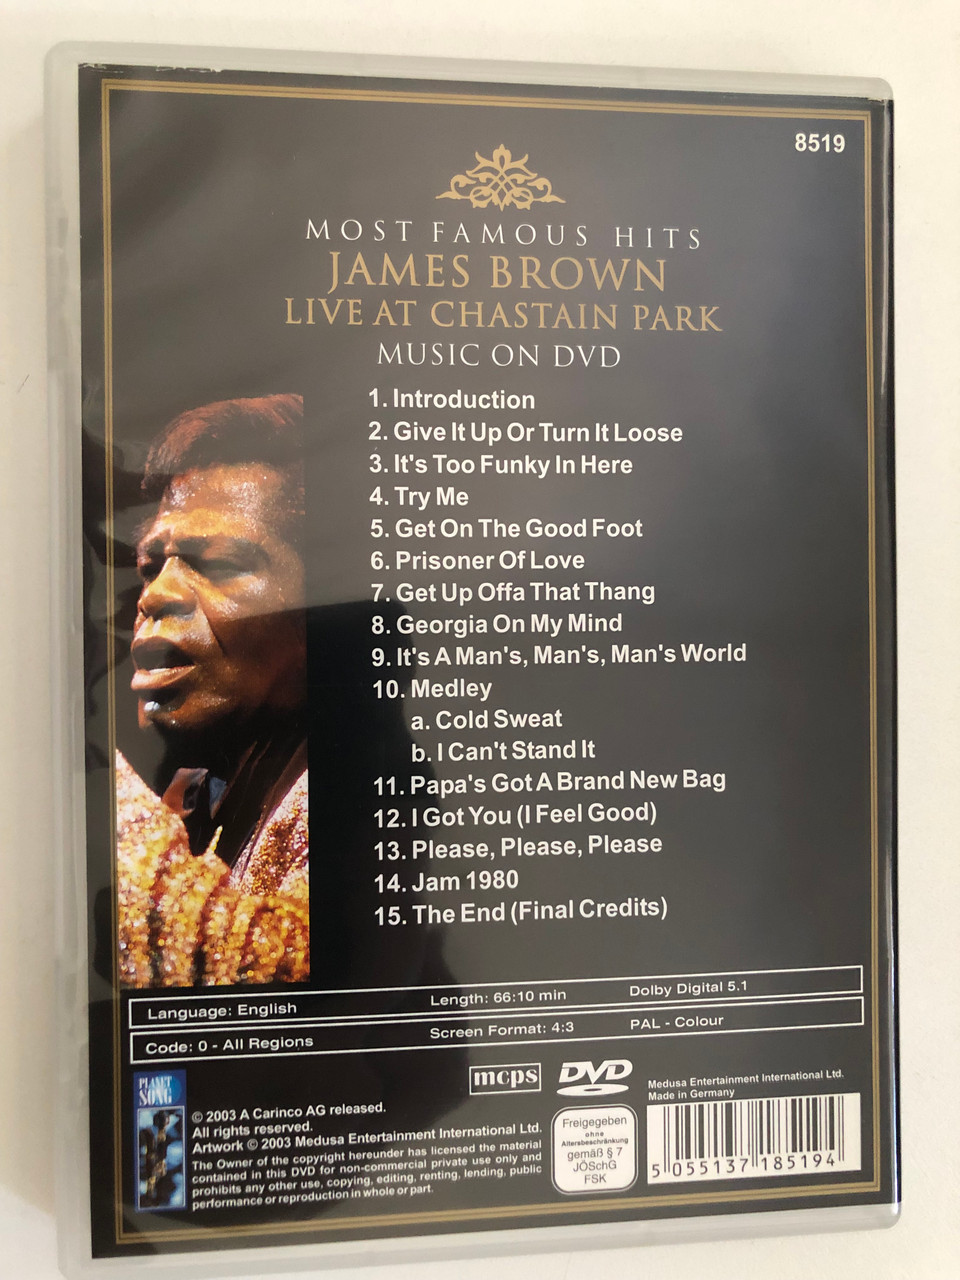 8519
MOST FAMOUS HITS
JAMES BROWN
LIVE AT CHASTAIN PARK
MUSIC ON DVD
1. Introduction
2. Give It Up Or Turn It Loose
3. It's Too Funky In Here
4. Try Me
5. Get On The Good Foot
6. Prisoner Of Love
7. Get Up Offa That Thang
8. Georgia On My Mind
9. It's A Man's, Man's, Man's World
10. Medley
a. Cold Sweat
b. I Can't Stand It
11. Papa's Got A Brand New Bag
12. I Got You (I Feel Good)
13. Please, Please, Please
14. Jam 1980
15. The End (Final Credits)
Language: English Length: 66:10 min Dolby Digital 5.1
Code: 0 - All Regions Screen Format: 4:3 PAL - Colour
PLANET
SONG
© 2003 A Carinco AG released.
All rights reserved.
Artwork © 2003 Medusa Entertainment International Ltd.
The Owner of the copyright hereunder has licensed the material
contained in this DVD for non-commercial private use only and
prohibits any other use, copying, editing, renting, lending, public
performance or reproduction in whole or part.
mcps
DVD
Freigegeben
ohne
Altersbeschränkung
gemäß § 7
JÖSchG
FSK
Medusa Entertainment International Ltd.
Made in Germany
5 055137 185194